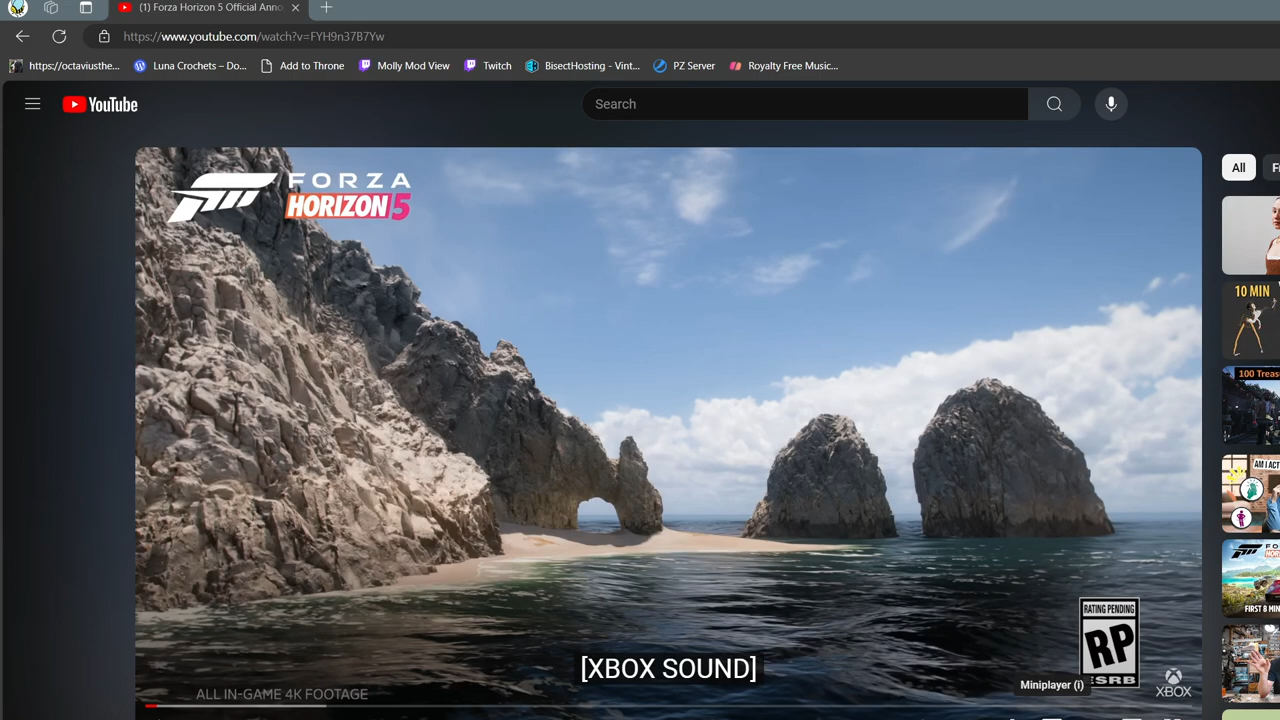 (1) Forza Horizon 5 Official Anno
https://www.youtube.com/watch?v=FYH9n37B7Yw
https://octaviusthe...
Luna Crochets – Do...
Add to Throne
Molly Mod View
Twitch
BisectHosting - Vint...
PZ Server
Royalty Free Music...
YouTube
Search
All
FORZA
HORIZON 5
10 MIN
100 Treas
AM I ACT
FIRST 8 MIN
RATING PENDING
RP
ESRB
[XBOX SOUND]
Miniplayer (i)
ALL IN-GAME 4K FOOTAGE
XBOX